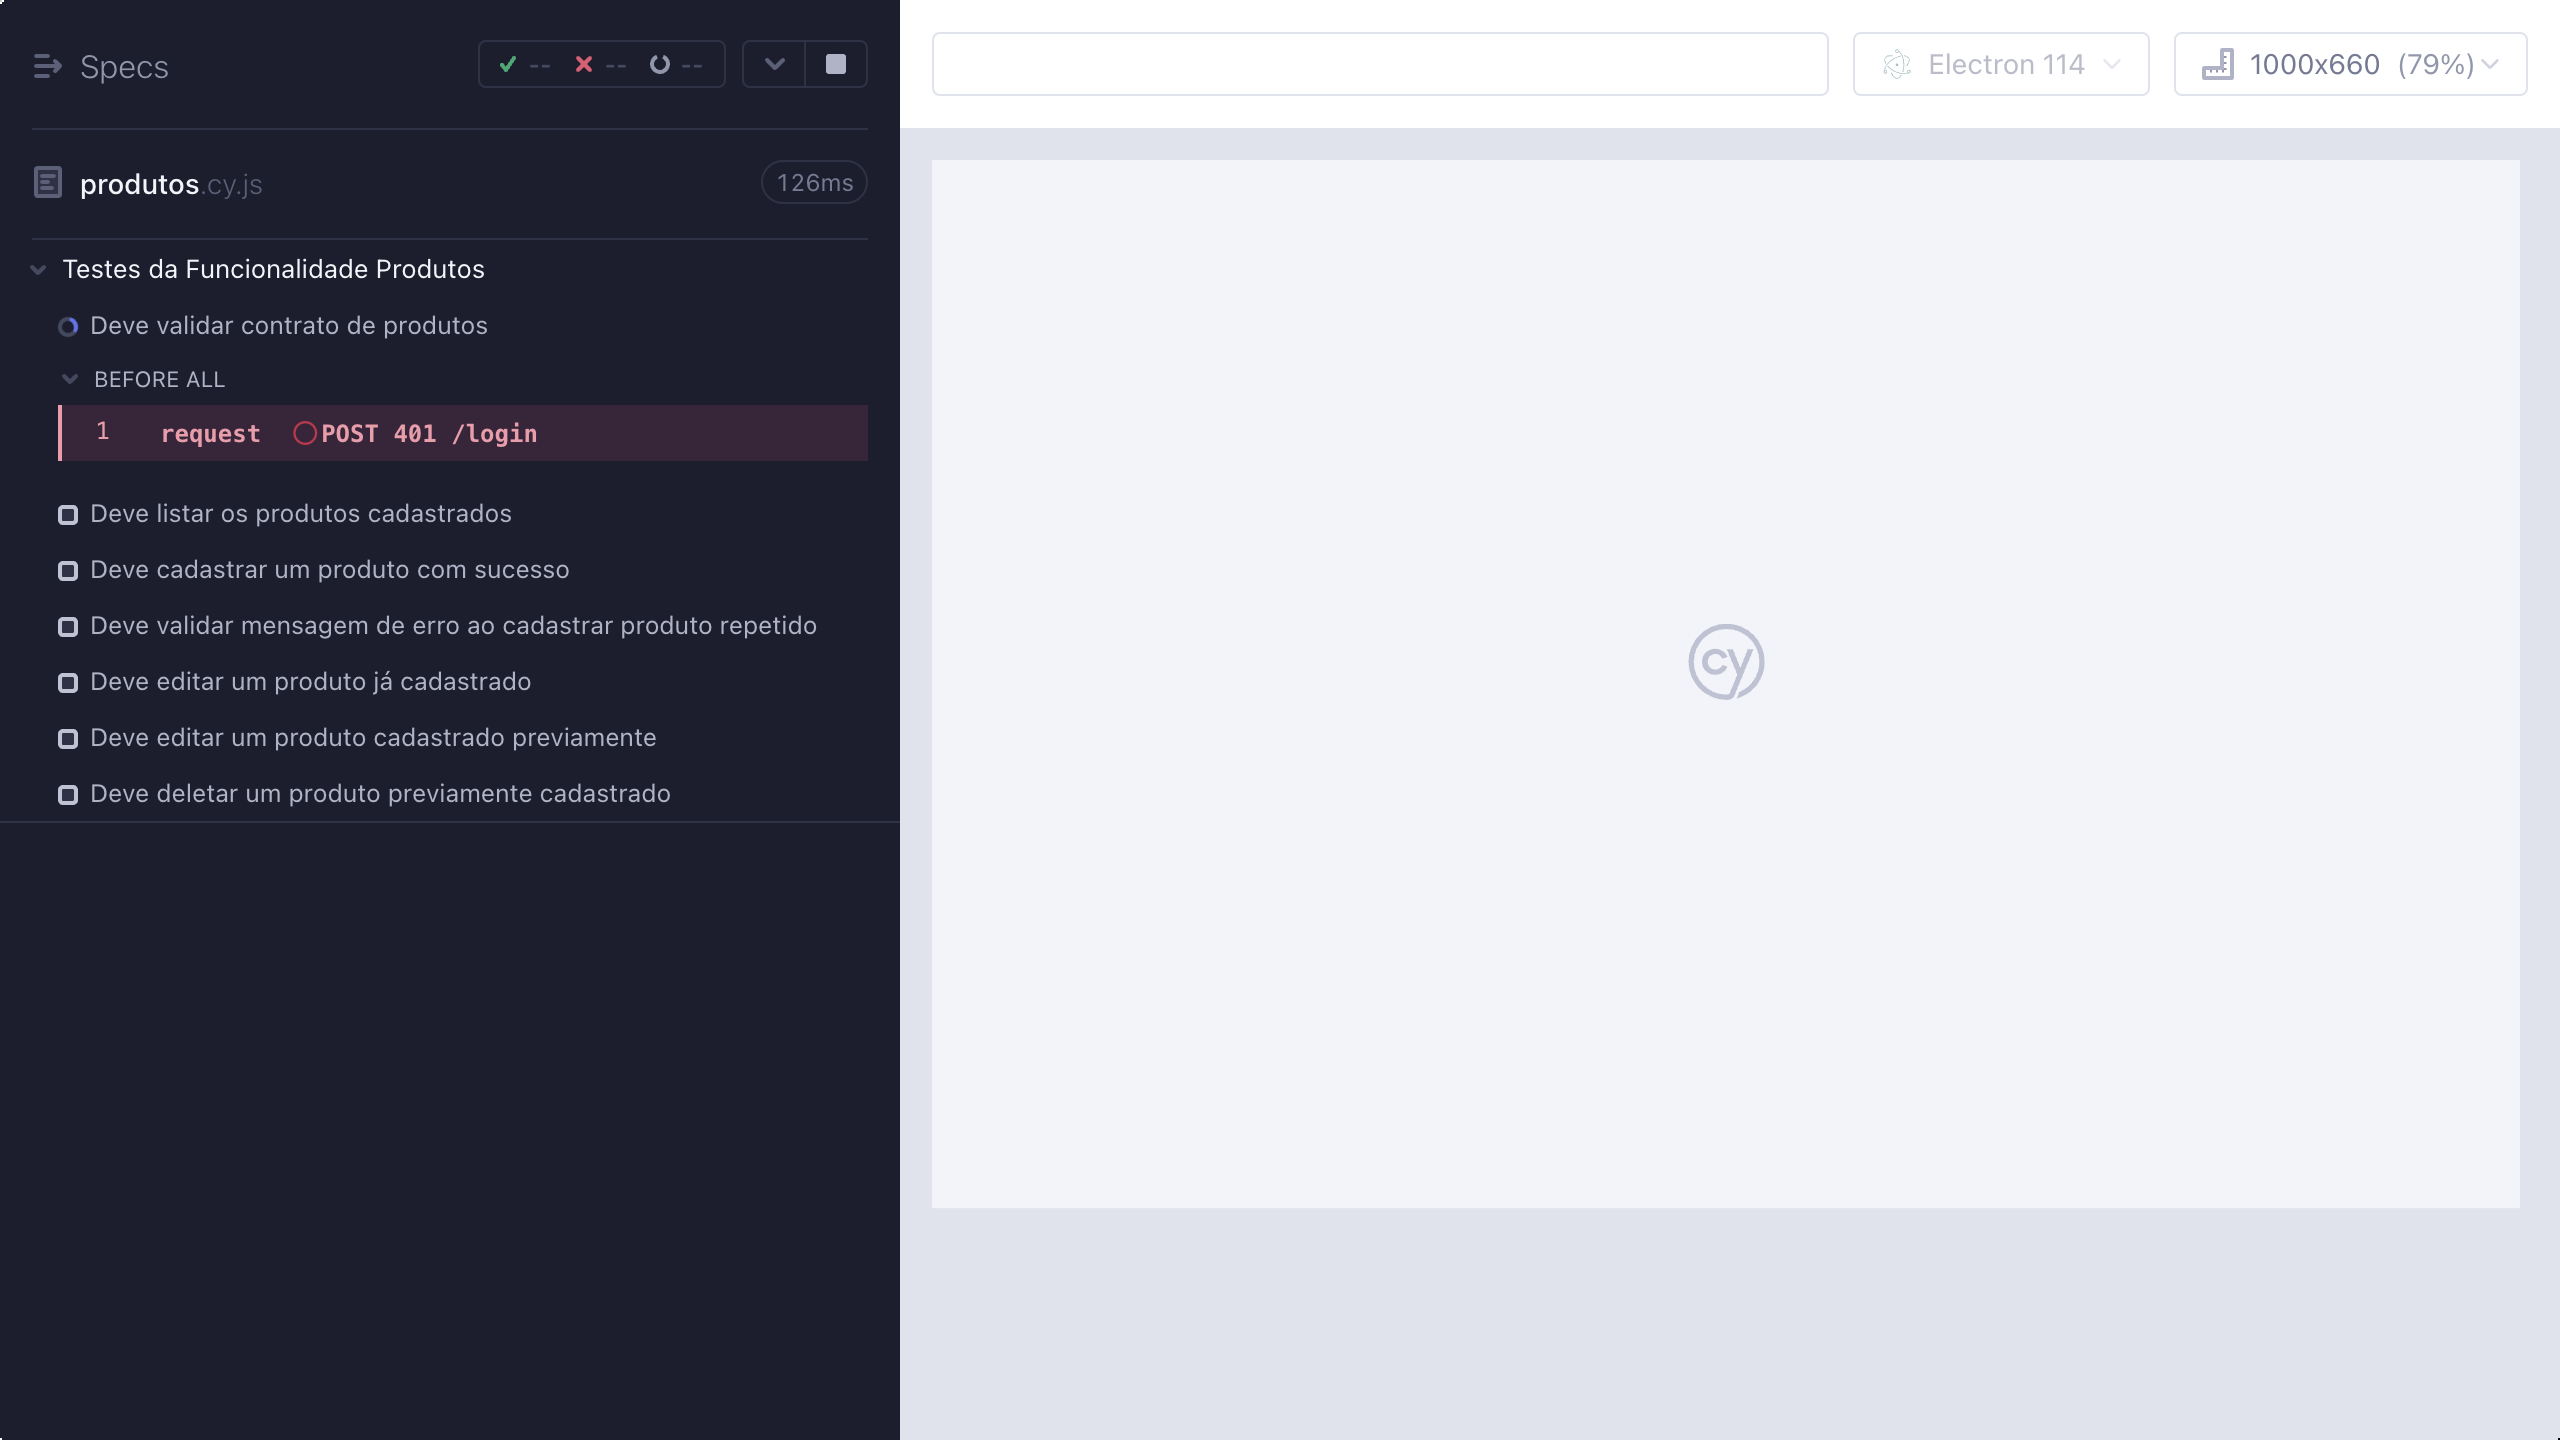 Specs
-- -- --
Electron 114
1000x660 (79%)
produtos.cy.js
126ms
Testes da Funcionalidade Produtos
Deve validar contrato de produtos
BEFORE ALL
1 request POST 401 /login
Deve listar os produtos cadastrados
Deve cadastrar um produto com sucesso
Deve validar mensagem de erro ao cadastrar produto repetido
Deve editar um produto já cadastrado
Deve editar um produto cadastrado previamente
Deve deletar um produto previamente cadastrado
cy